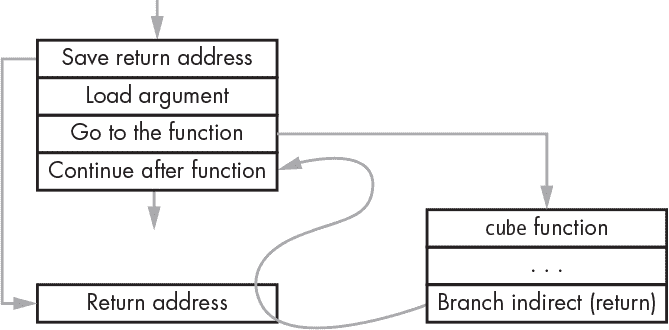 Save return address
Load argument
Go to the function
Continue after function
cube function
. . .
Return address
Branch indirect (return)